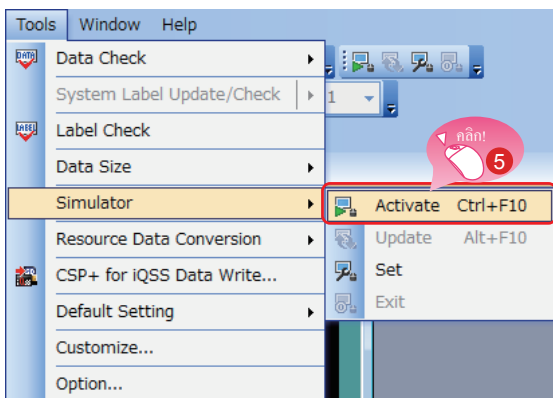 Tools Window Help
Data Check
System Label Update/Check 1
Label Check
คลิก!
5
Data Size
Simulator
Activate Ctrl+F10
Resource Data Conversion
Update Alt+F10
CSP+ for iQSS Data Write...
Set
Default Setting
Exit
Customize...
Option...